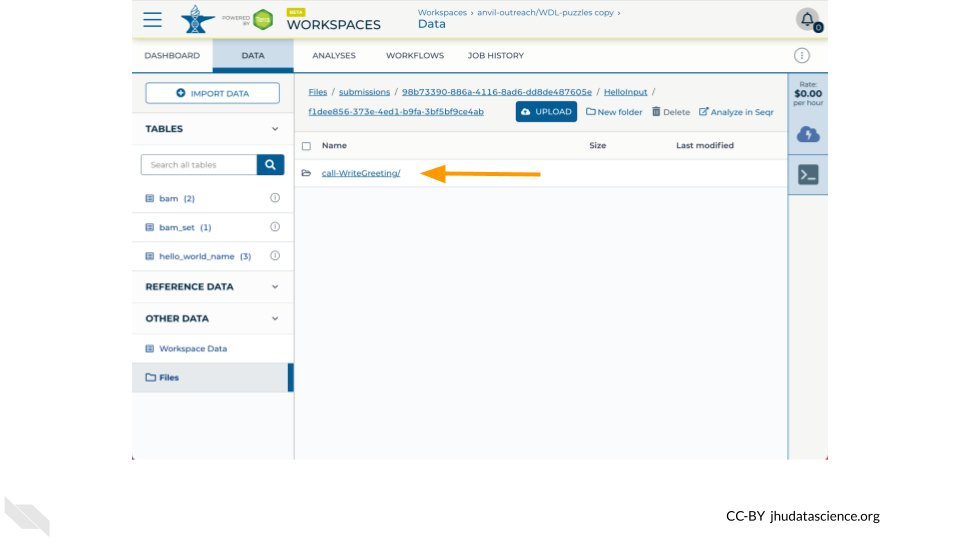 POWERED BY
Terra
BETA
WORKSPACES
Workspaces › anvil-outreach/WDL-puzzles copy ›
Data
0
DASHBOARD DATA ANALYSES WORKFLOWS JOB HISTORY
IMPORT DATA
Files / submissions / 98b73390-886a-4116-8ad6-dd8de487605e / HelloInput /
f1dee856-373e-4ed1-b9fa-3bf5bf9ce4ab
UPLOAD New folder Delete Analyze in Seqr
Rate:
$0.00
per hour
TABLES
Name Size Last modified
Search all tables
call-WriteGreeting/
bam (2)
bam_set (1)
hello_world_name (3)
REFERENCE DATA
OTHER DATA
Workspace Data
Files
CC-BY jhudatascience.org